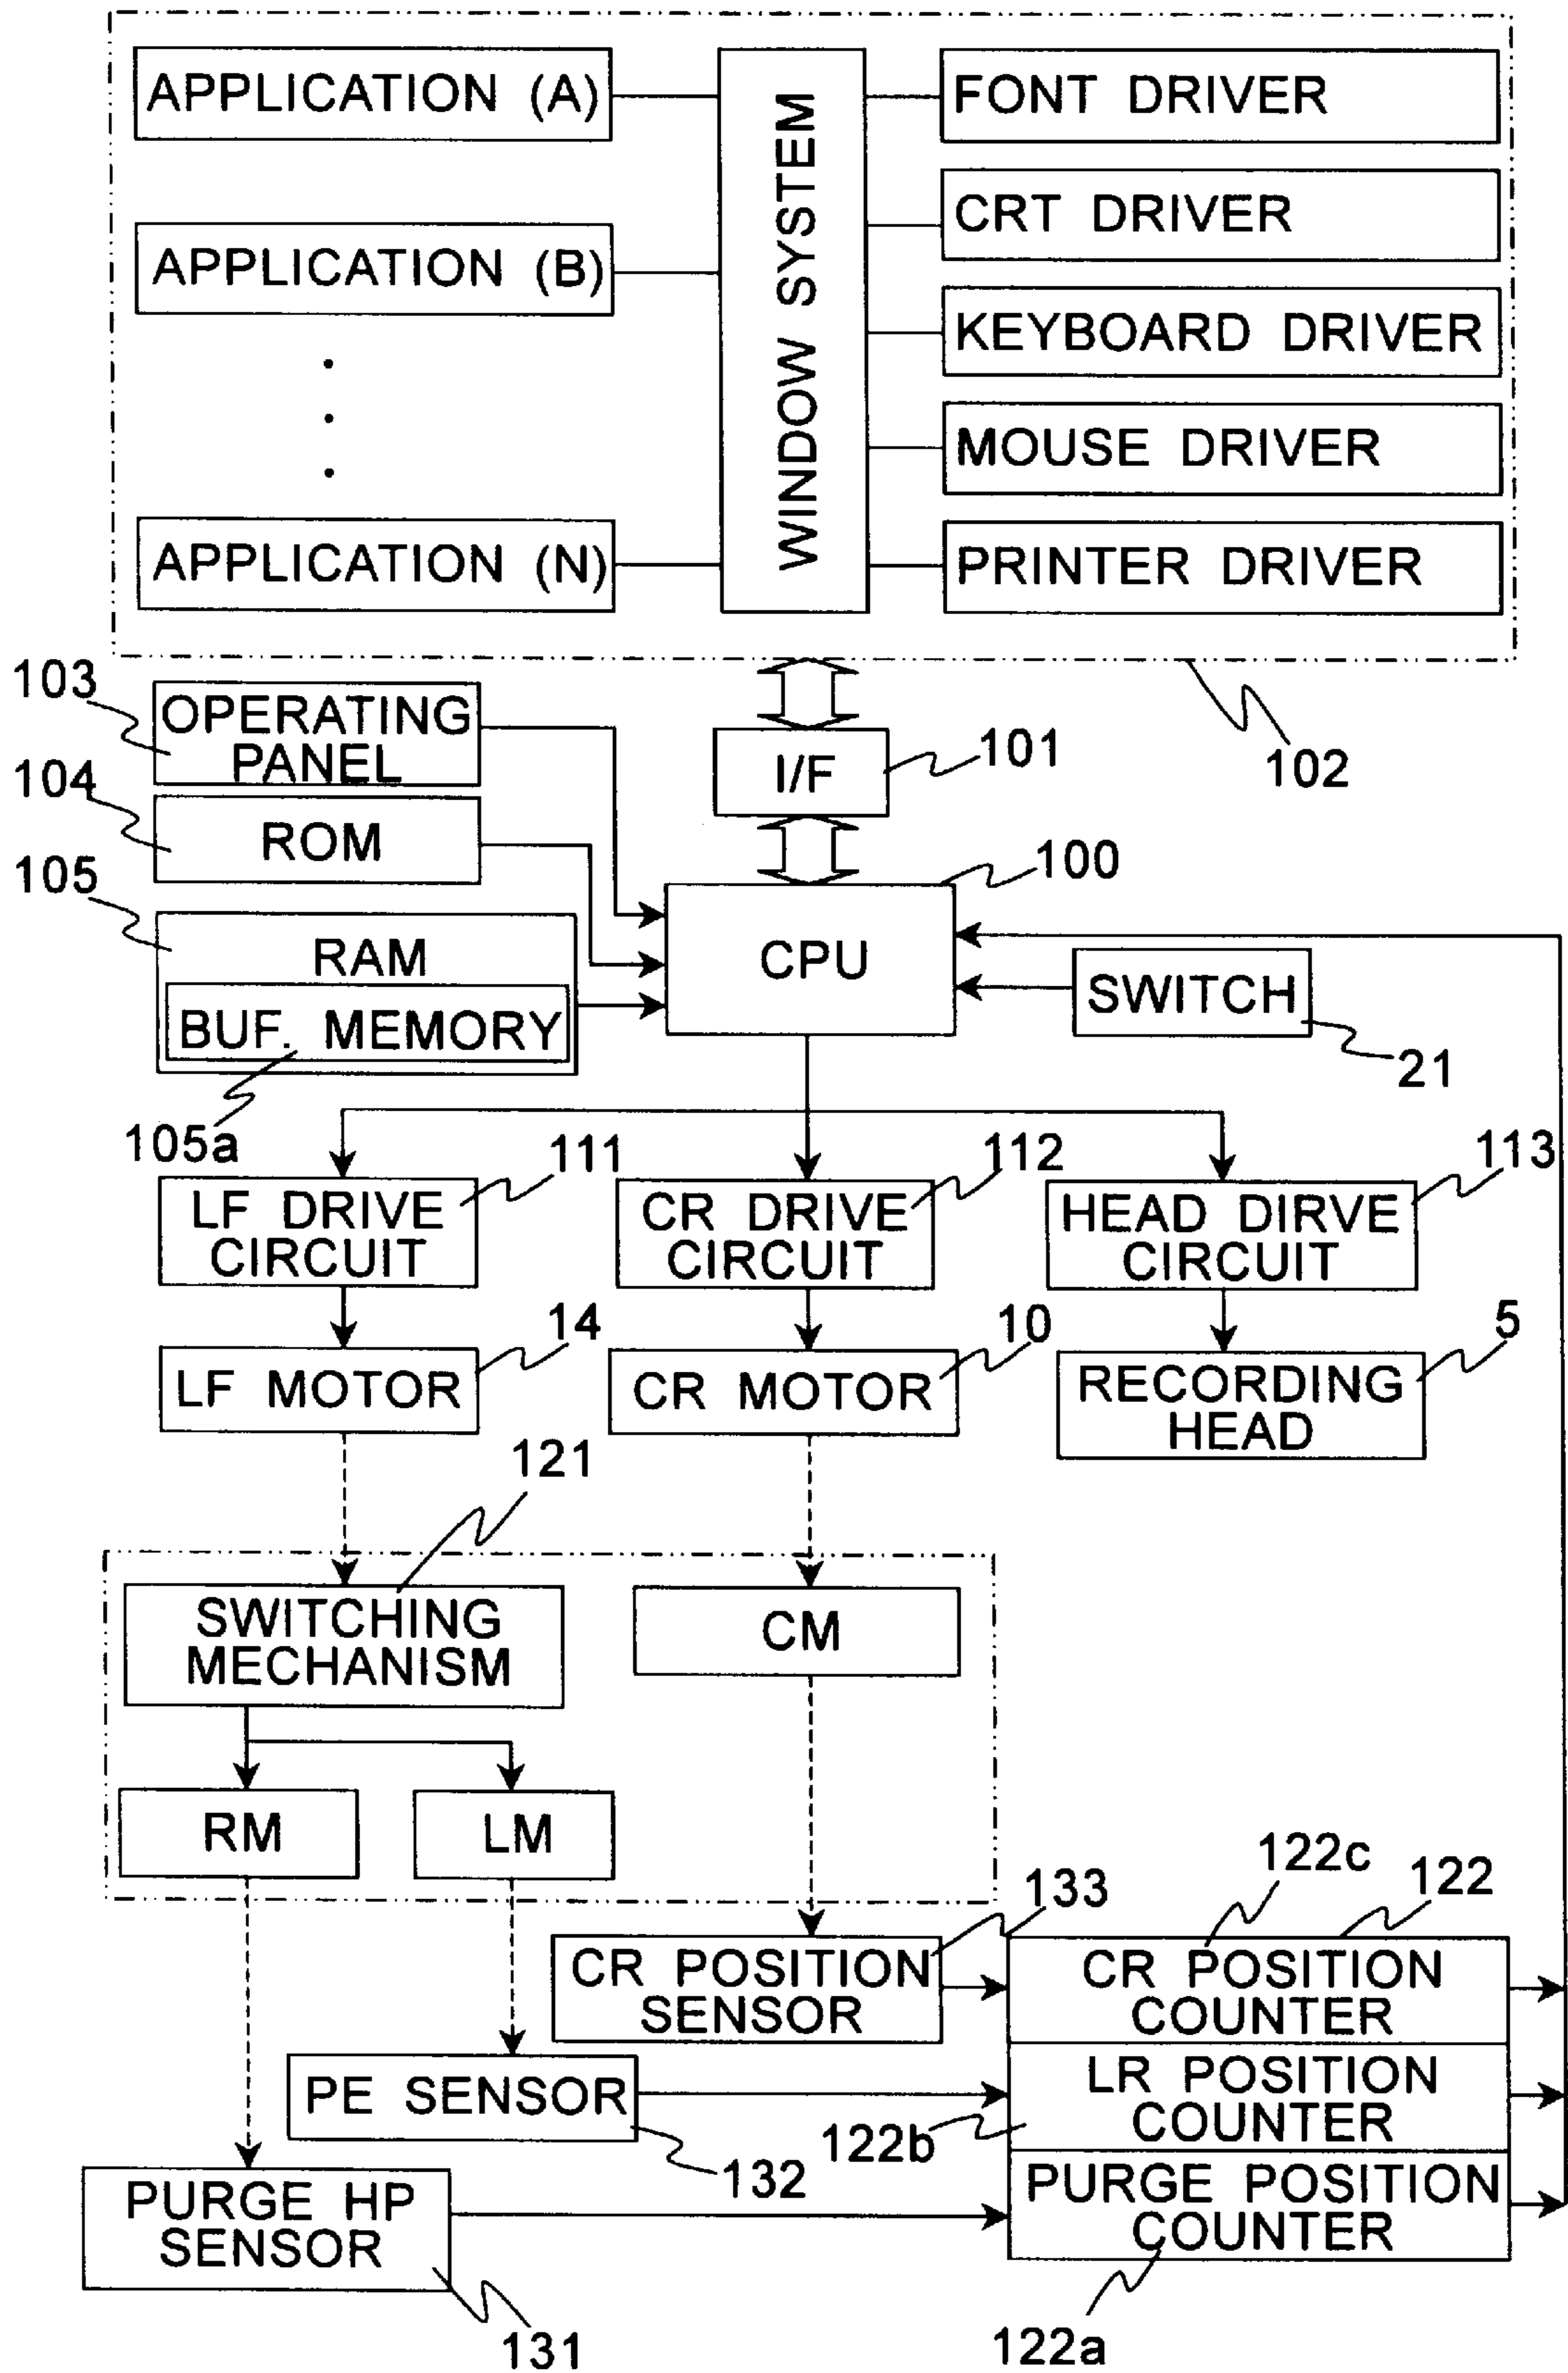 APPLICATION (A)
FONT DRIVER
CRT DRIVER
APPLICATION (B)
KEYBOARD DRIVER
WINDOW SYSTEM
MOUSE DRIVER
APPLICATION (N)
PRINTER DRIVER
103
OPERATING
PANEL
101
I/F
102
104
ROM
105
100
RAM
CPU
BUF. MEMORY
SWITCH
21
105a
111
112
113
LF DRIVE
CIRCUIT
CR DRIVE
CIRCUIT
HEAD DIRVE
CIRCUIT
14
10
5
LF MOTOR
CR MOTOR
RECORDING
HEAD
121
SWITCHING
MECHANISM
CM
RM
LM
122c
122
133
CR POSITION
SENSOR
CR POSITION
COUNTER
PE SENSOR
132
122b
LR POSITION
COUNTER
PURGE HP
SENSOR
PURGE POSITION
COUNTER
131
122a